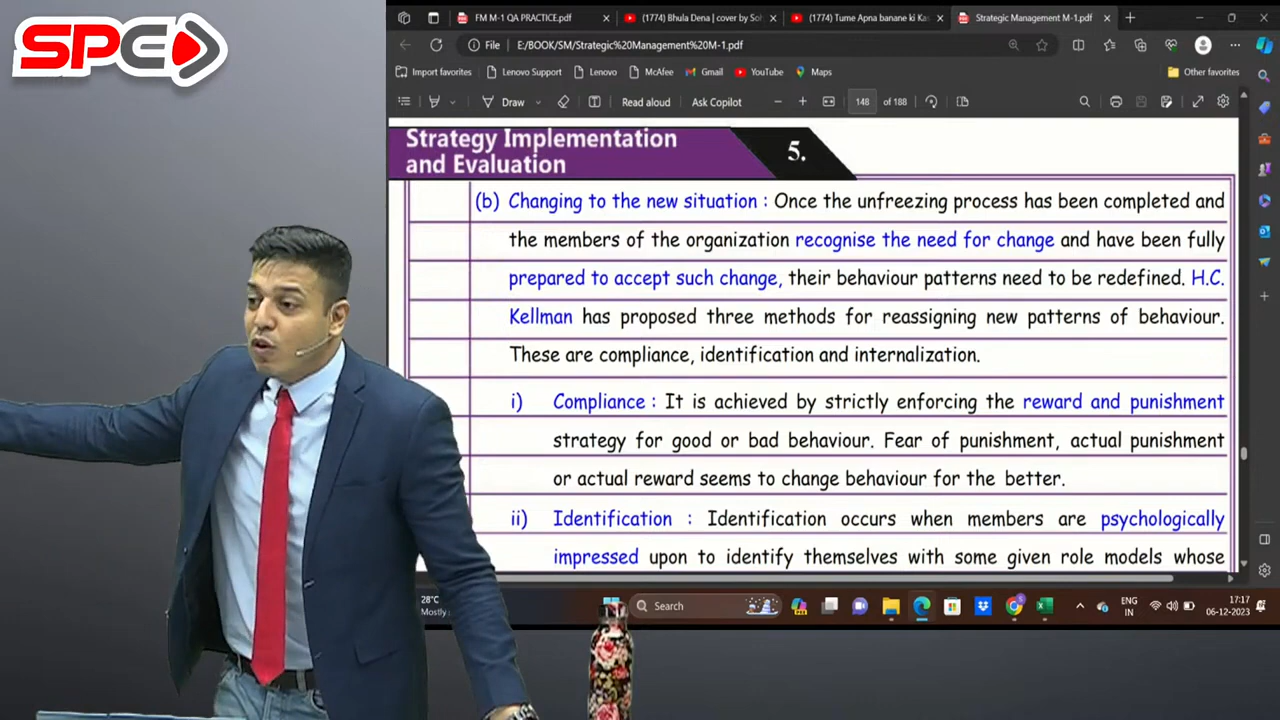 SPC
FM M-1 QA PRACTICE.pdf
(1774) Bhula Dena | cover by
(1774) Tume Apna banane ki
Strategic Management M-1.pdf
File
E:/BOOK/SM/Strategic%20Management%20M-1.pdf
Import favorites
Lenovo Support
Lenovo
McAfee
Gmail
YouTube
Maps
Other favorites
Draw
Read aloud
Ask Copilot
148
of 188
Strategy Implementation
and Evaluation
5.
(b) Changing to the new situation : Once the unfreezing process has been completed and
the members of the organization recognise the need for change and have been fully
prepared to accept such change, their behaviour patterns need to be redefined. H.C.
Kellman has proposed three methods for reassigning new patterns of behaviour.
These are compliance, identification and internalization.
i) Compliance : It is achieved by strictly enforcing the reward and punishment
strategy for good or bad behaviour. Fear of punishment, actual punishment
or actual reward seems to change behaviour for the better.
ii) Identification : Identification occurs when members are psychologically
impressed upon to identify themselves with some given role models whose
28°C
Mostly
Search
ENG
IN
17:17
06-12-2023